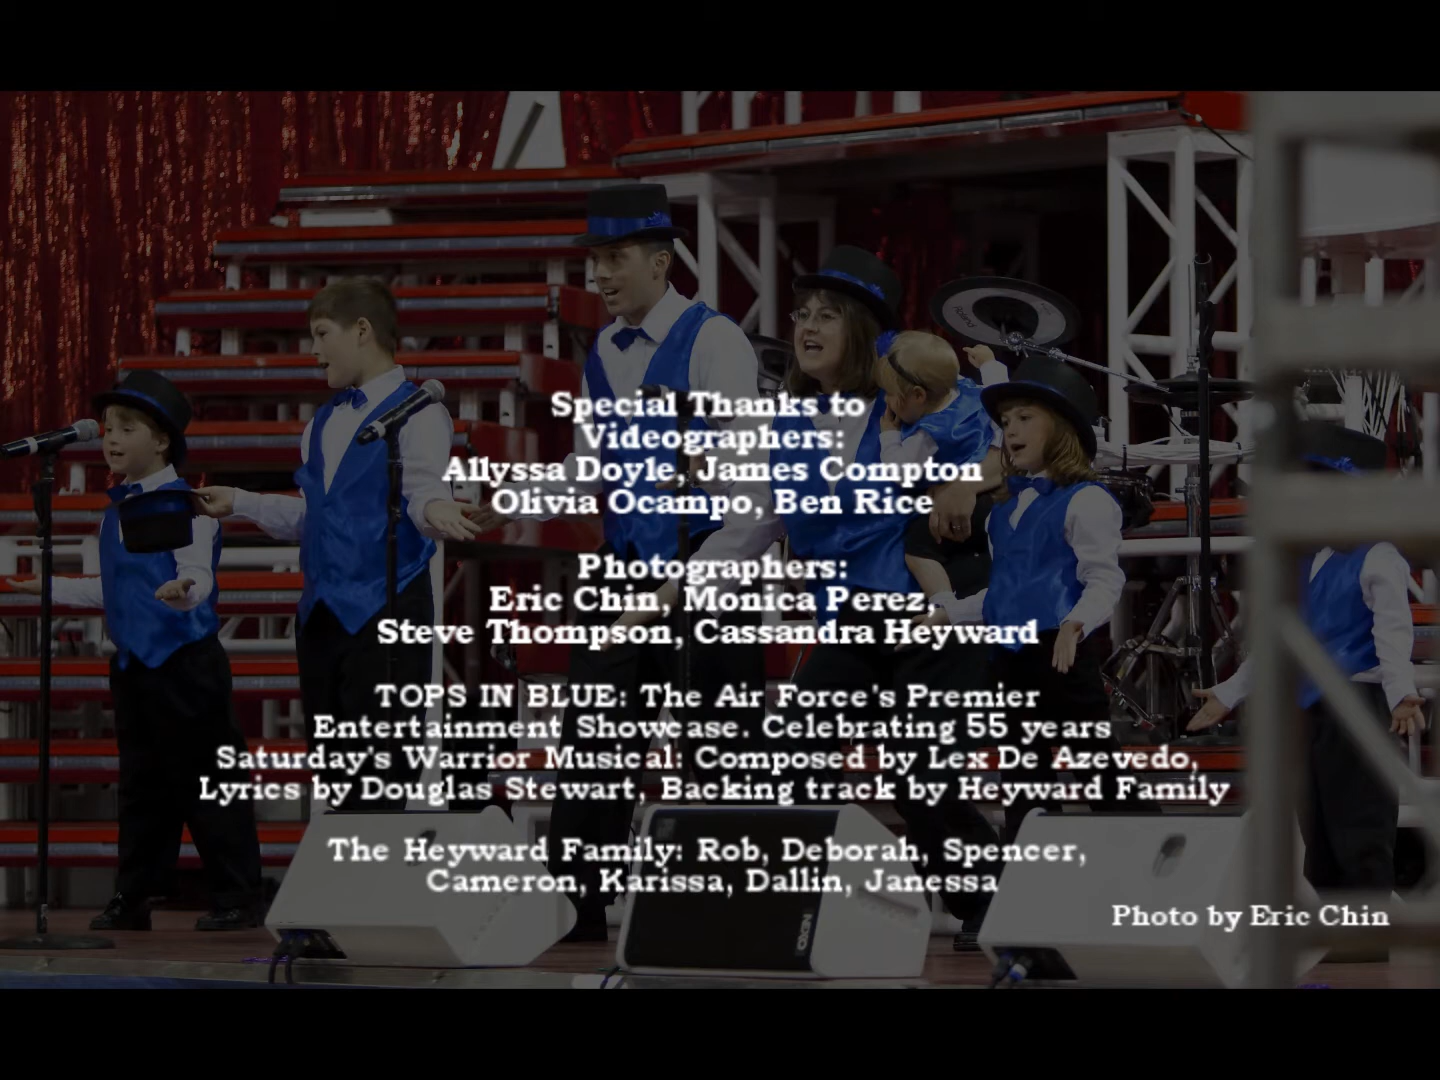 Special Thanks to
Videographers:
Allyssa Doyle, James Compton
Olivia Ocampo, Ben Rice
Photographers:
Eric Chin, Monica Perez,
Steve Thompson, Cassandra Heyward
TOPS IN BLUE: The Air Force's Premier
Entertainment Showcase. Celebrating 55 years
Saturday's Warrior Musical: Composed by Lex De Azevedo,
Lyrics by Douglas Stewart, Backing track by Heyward Family
The Heyward Family: Rob, Deborah, Spencer,
Cameron, Karissa, Dallin, Janessa
Photo by Eric Chin
NEXO
Roland